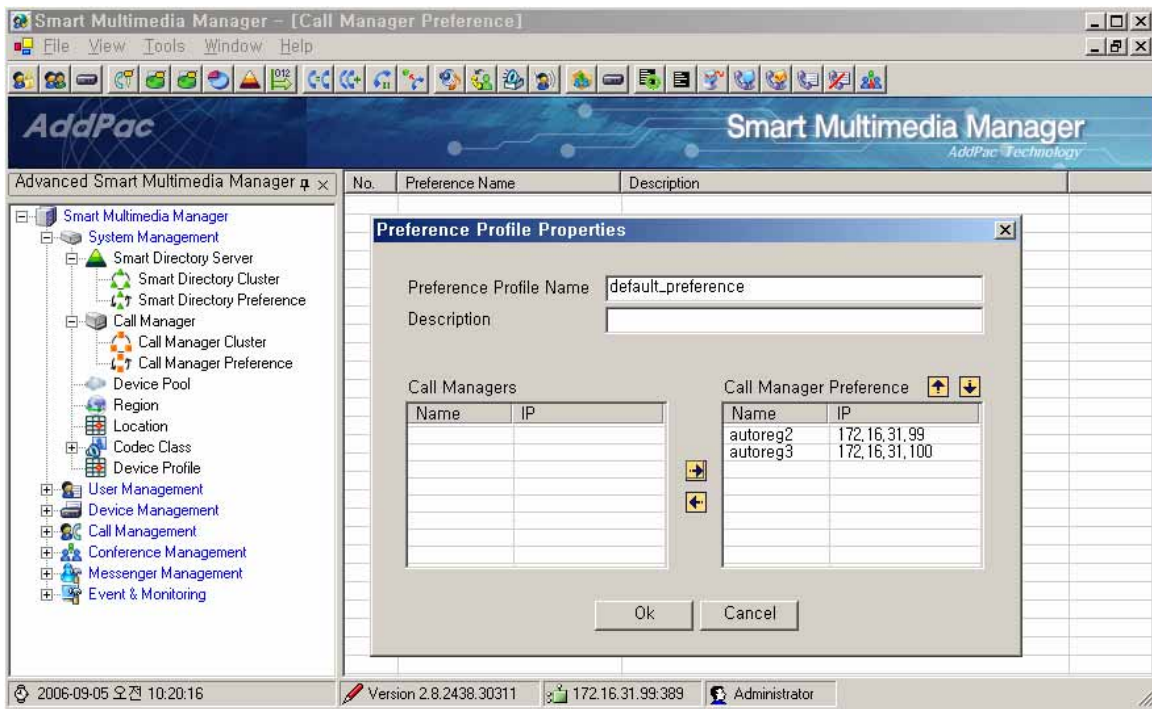 Smart Multimedia Manager - [Call Manager Preference]
File View Tools Window Help
AddPac
Smart Multimedia Manager
AddPac Technology
Advanced Smart Multimedia Manager
No. Preference Name Description
Smart Multimedia Manager
System Management
Smart Directory Server
Smart Directory Cluster
Smart Directory Preference
Call Manager
Call Manager Cluster
Call Manager Preference
Device Pool
Region
Location
Codec Class
Device Profile
User Management
Device Management
Call Management
Conference Management
Messenger Management
Event & Monitoring
Preference Profile Properties
Preference Profile Name default_preference
Description
Call Managers
Name IP
Call Manager Preference
Name IP
autoreg2 172,16,31,99
autoreg3 172,16,31,100
Ok Cancel
2006-09-05 오전 10:20:16 Version 2.8.2438.30311 172.16.31.99:389 Administrator